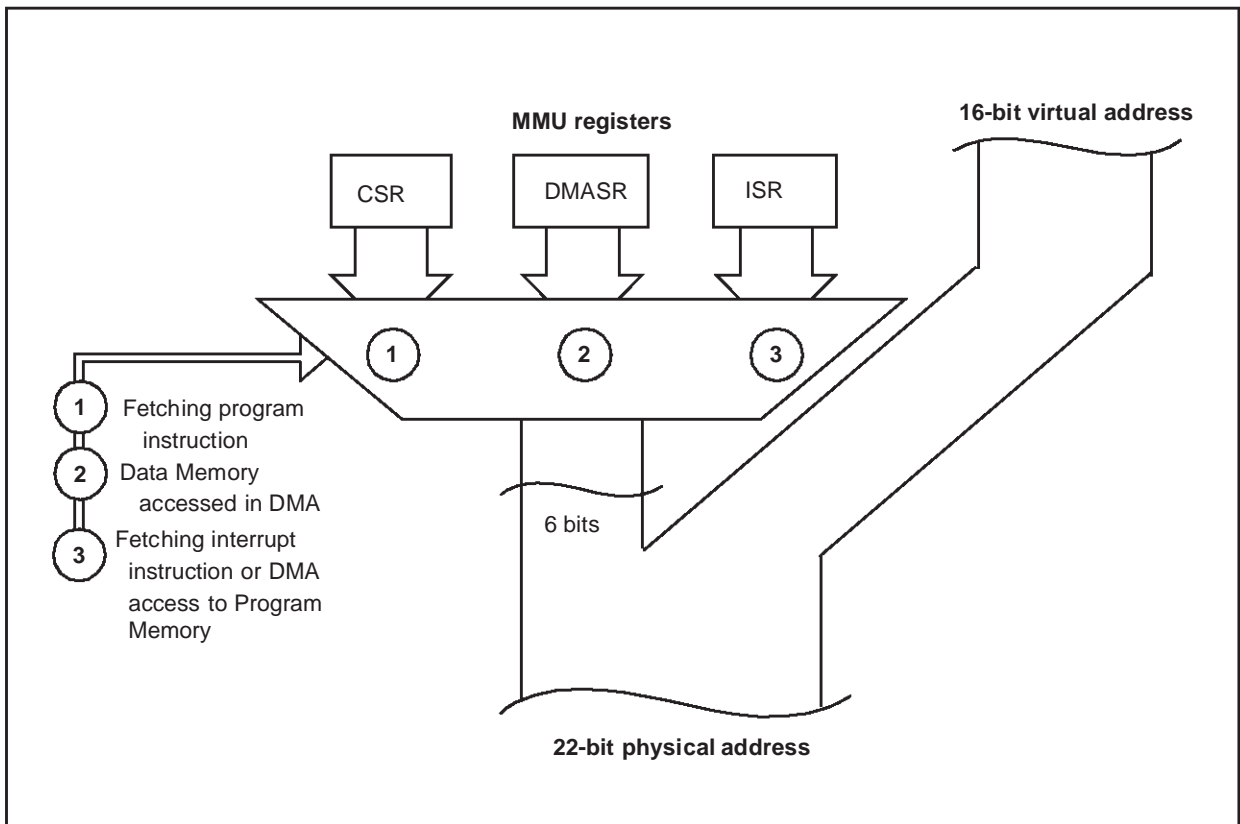 16-bit virtual address
MMU registers
CSR
DMASR
ISR
1
2
3
1
Fetching program
instruction
2
Data Memory
accessed in DMA
3
Fetching interrupt
instruction or DMA
access to Program
Memory
6 bits
22-bit physical address